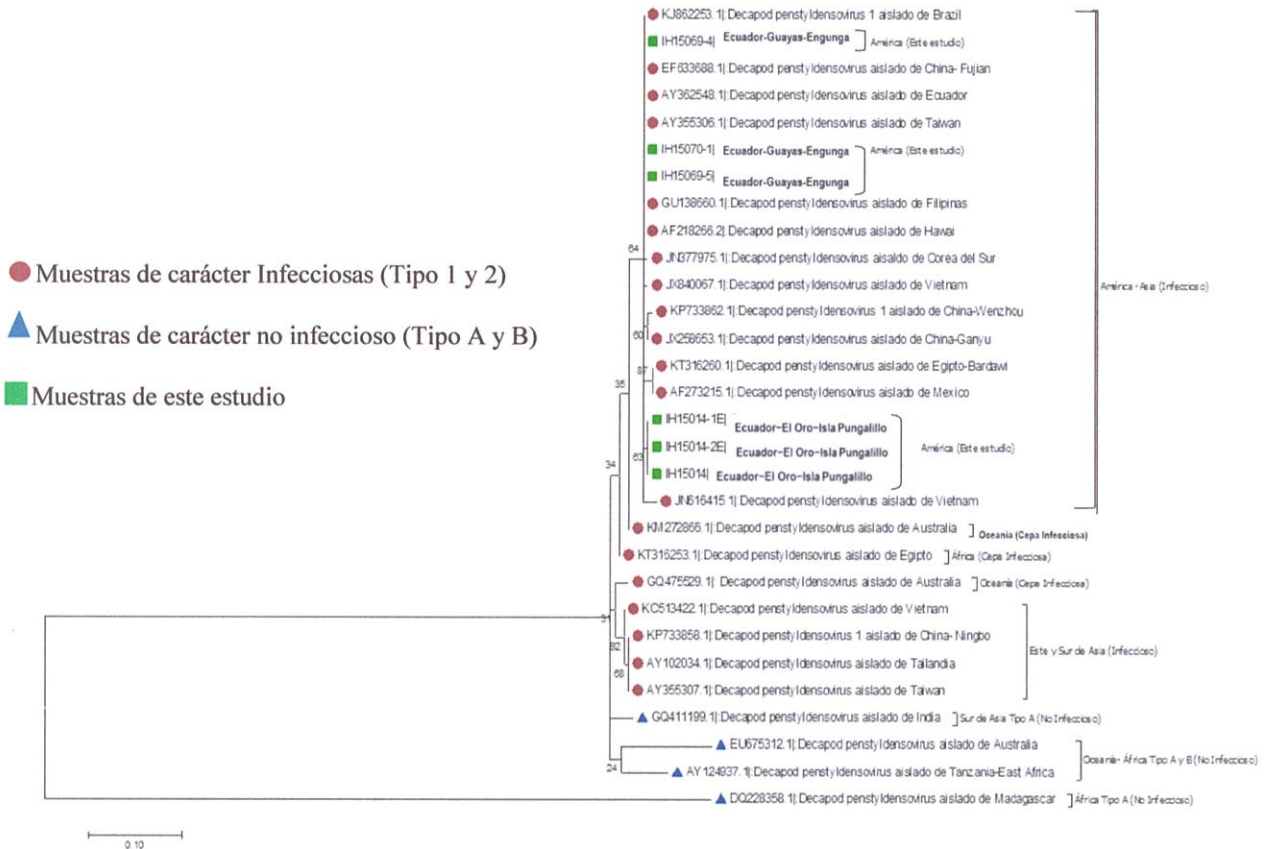 KJ862253.1|:Decapod penstyldensovirus 1 aislado de Brazil
IH15069-4| Ecuador-Guayas-Engunga América (Este estudio)
EF633688.1|:Decapod penstyldensovirus aislado de China- Fujian
AY362548.1|:Decapod penstyldensovirus aislado de Ecuador
AY355306.1|:Decapod penstyldensovirus aislado de Taiwan
IH15070-1| Ecuador-Guayas-Engunga América (Este estudio)
IH15069-5| Ecuador-Guayas-Engunga
GU138660.1|:Decapod penstyldensovirus aislado de Filipinas
AF218266.2|:Decapod penstyldensovirus aislado de Hawai
64
JN377975.1|:Decapod penstyldensovirus aisaldo de Corea del Sur
JX840067.1|:Decapod penstyldensovirus aislado de Vietnam
América - Asia (Infeccioso)
KP733862.1|:Decapod penstyldensovirus 1 aislado de China-Wenzhou
60
JX258653.1|:Decapod penstyldensovirus aislado de China-Ganyu
KT316260.1|:Decapod penstyldensovirus aislado de Egipto-Bardawi
87
AF273215.1|:Decapod penstyldensovirus aislado de Mexico
35
IH15014-1E| Ecuador-El Oro-Isla Pungalillo
IH15014-2E| Ecuador-El Oro-Isla Pungalillo América (Este estudio)
63
IH15014| Ecuador-El Oro-Isla Pungalillo
34
JN616415.1|:Decapod penstyldensovirus aislado de Vietnam
KM272866.1|:Decapod penstyldensovirus aislado de Australia Oceanía (Cepa Infecciosa)
KT316253.1|:Decapod penstyldensovirus aislado de Egipto África (Cepa Infecciosa)
GQ475529.1|: Decapod penstyldensovirus aislado de Australia Oceanía (Cepa Infecciosa)
KC513422.1|:Decapod penstyldensovirus aislado de Vietnam
91
KP733858.1|:Decapod penstyldensovirus 1 aislado de China- Ningbo
82
Este y Sur de Asia (Infeccioso)
AY102034.1|:Decapod penstyldensovirus aislado de Tailandia
68
AY355307.1|:Decapod penstyldensovirus aislado de Taiwan
GQ411199.1|:Decapod penstyldensovirus aislado de India Sur de Asia Tipo A (No Infeccioso)
EU675312.1|:Decapod penstyldensovirus aislado de Australia
Oceanía- África Tipo A y B (No Infeccioso)
24
AY124937.1|:Decapod penstyldensovirus aislado de Tanzania-East Africa
DQ228358.1|:Decapod penstyldensovirus aislado de Madagascar África Tipo A (No Infeccioso)
0.10
Muestras de carácter Infecciosas (Tipo 1 y 2)
Muestras de carácter no infeccioso (Tipo A y B)
Muestras de este estudio